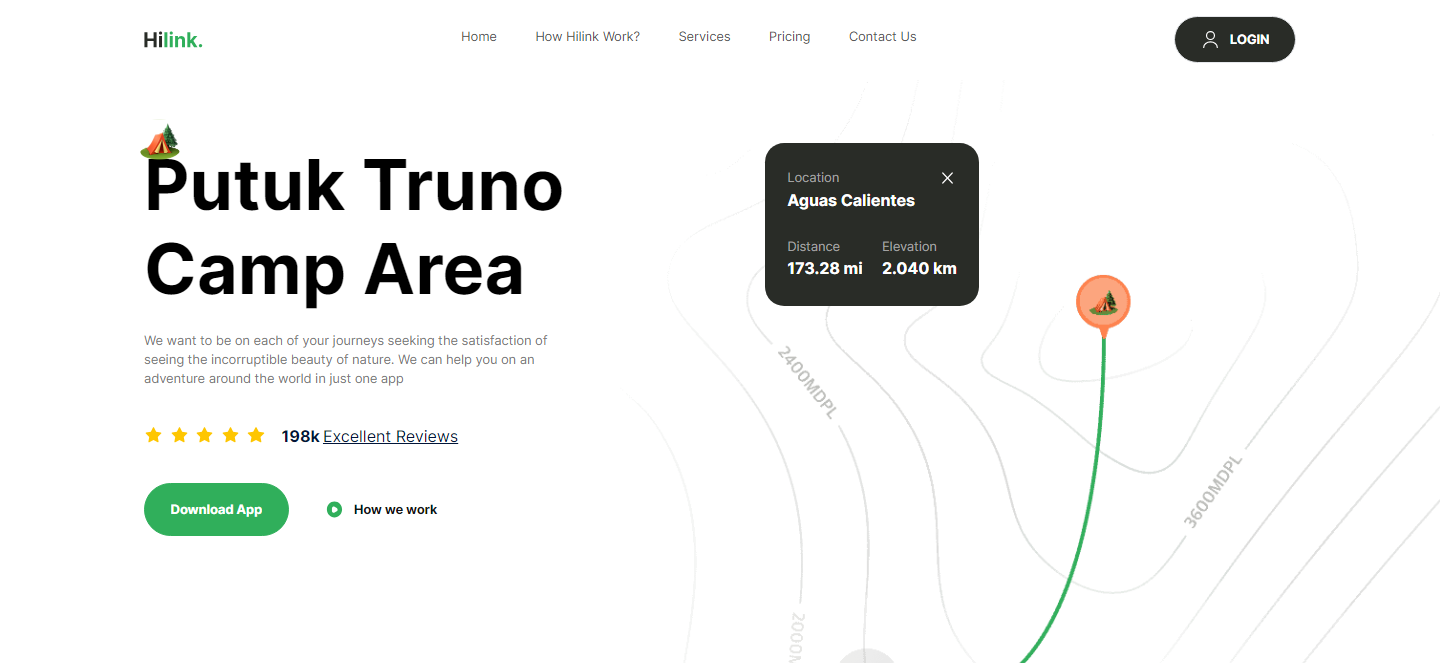 Hilink.
Home
How Hilink Work?
Services
Pricing
Contact Us
LOGIN
Putuk Truno
Camp Area
We want to be on each of your journeys seeking the satisfaction of
seeing the incorruptible beauty of nature. We can help you on an
adventure around the world in just one app
198k Excellent Reviews
Download App
How we work
Location
Aguas Calientes
Distance
Elevation
173.28 mi
2.040 km
2400MDPL
3600MDPL
2000M